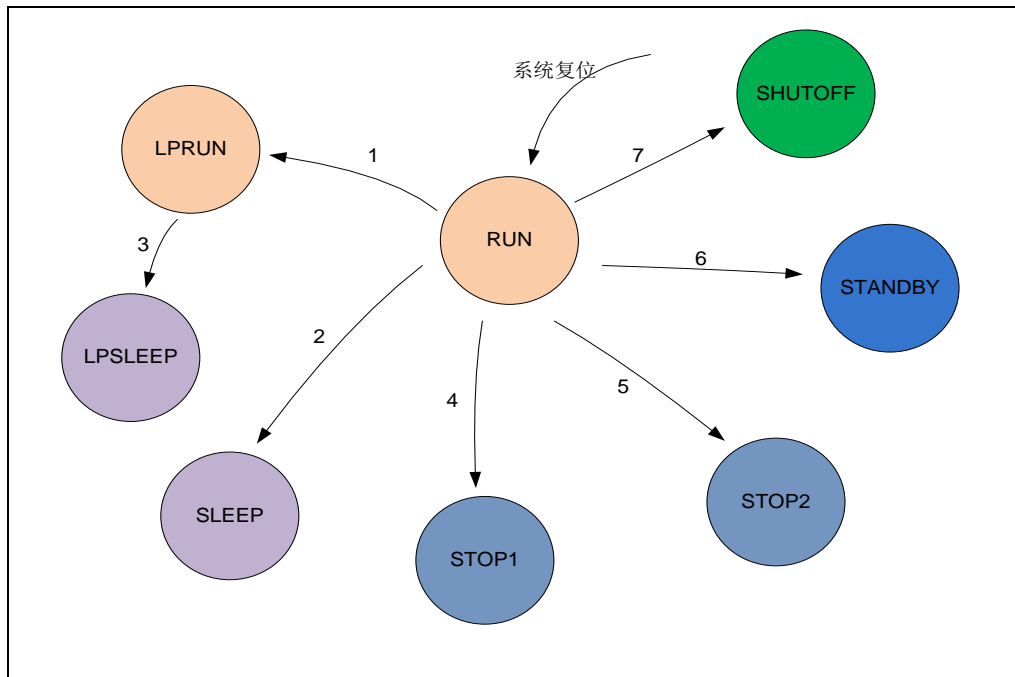 系统复位
SHUTOFF
LPRUN
1
7
RUN
3
6
STANDBY
LPSLEEP
2
4
5
SLEEP
STOP1
STOP2